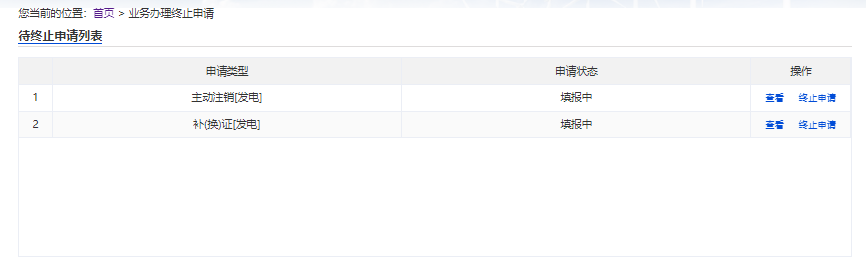 您当前的位置：首页 > 业务办理终止申请
待终止申请列表
申请类型 申请状态 操作
1 主动注销[发电] 填报中 查看 终止申请
2 补(换)证[发电] 填报中 查看 终止申请